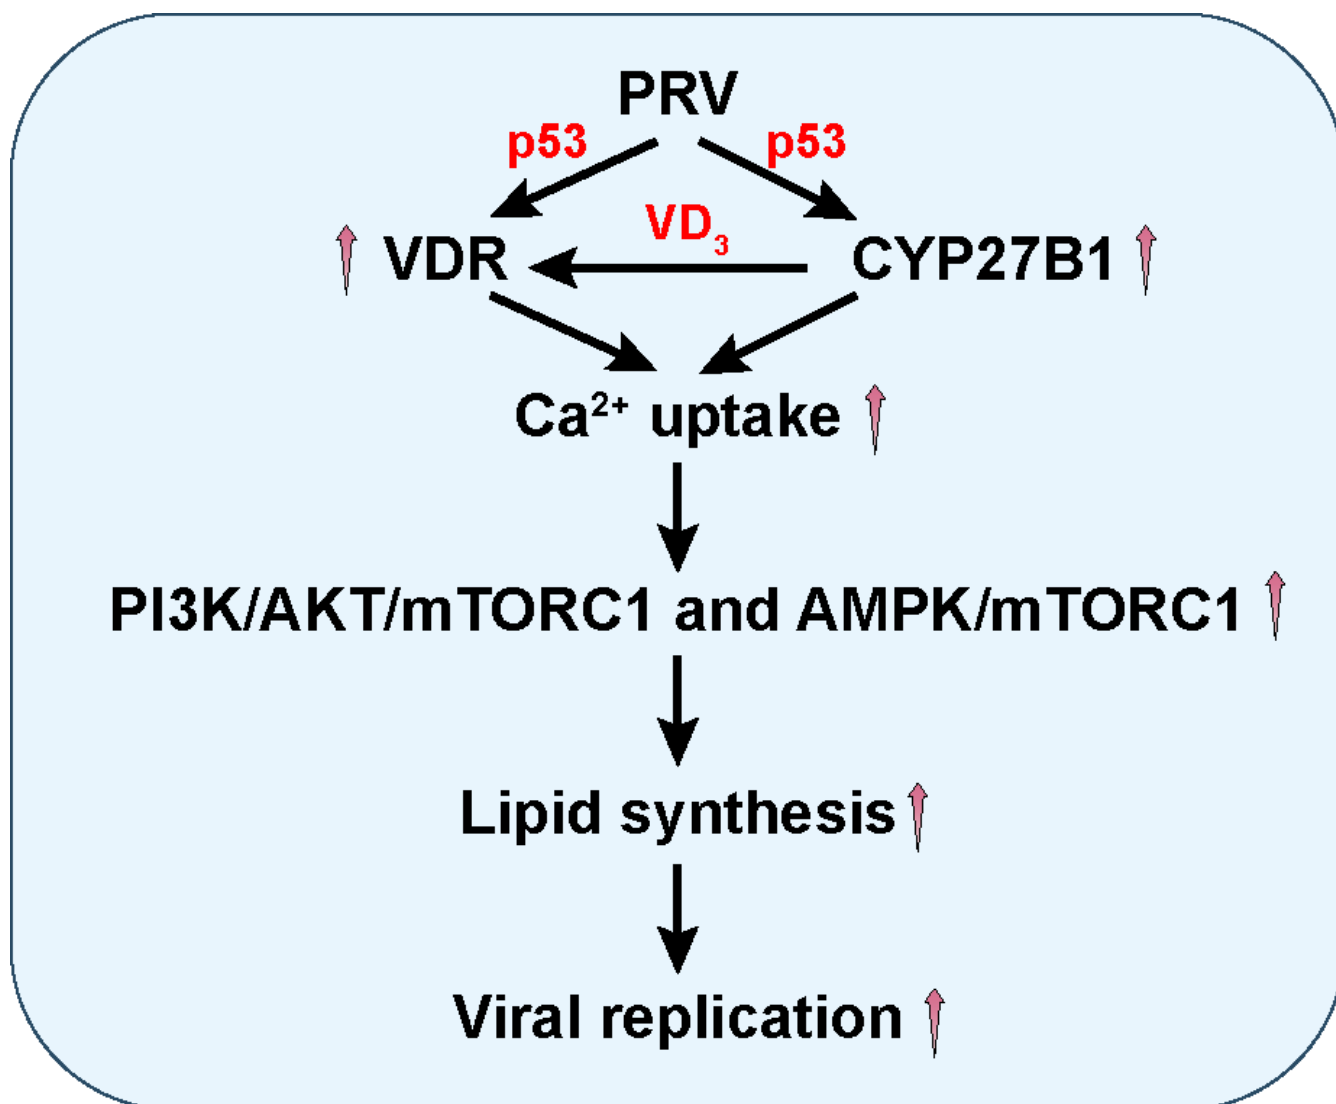 PRV
p53 p53
VD₃
VDR CYP27B1
Ca²⁺ uptake
PI3K/AKT/mTORC1 and AMPK/mTORC1
Lipid synthesis
Viral replication